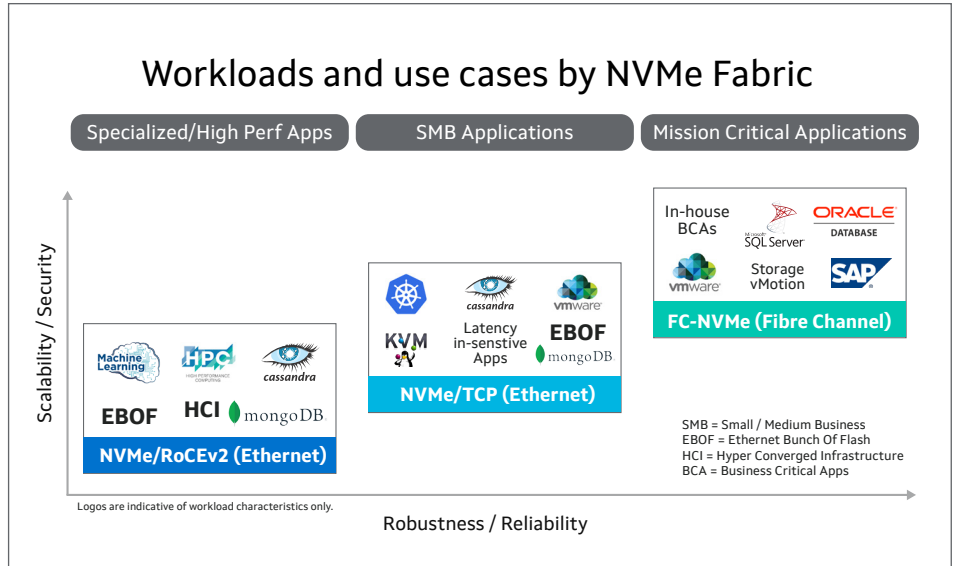 Workloads and use cases by NVMe Fabric
Specialized/High Perf Apps
SMB Applications
Mission Critical Applications
Scalability / Security
Machine
Learning
HPC
HIGH PERFORMANCE
COMPUTING
cassandra
EBOF
HCI
mongoDB
NVMe/RoCEv2 (Ethernet)
cassandra
vmware
KVM
Latency
in-senstive
Apps
EBOF
mongoDB
NVMe/TCP (Ethernet)
In-house
BCAs
Microsoft
SQL Server
ORACLE
DATABASE
vmware
Storage
vMotion
SAP
FC-NVMe (Fibre Channel)
SMB = Small / Medium Business
EBOF = Ethernet Bunch Of Flash
HCI = Hyper Converged Infrastructure
BCA = Business Critical Apps
Logos are indicative of workload characteristics only.
Robustness / Reliability